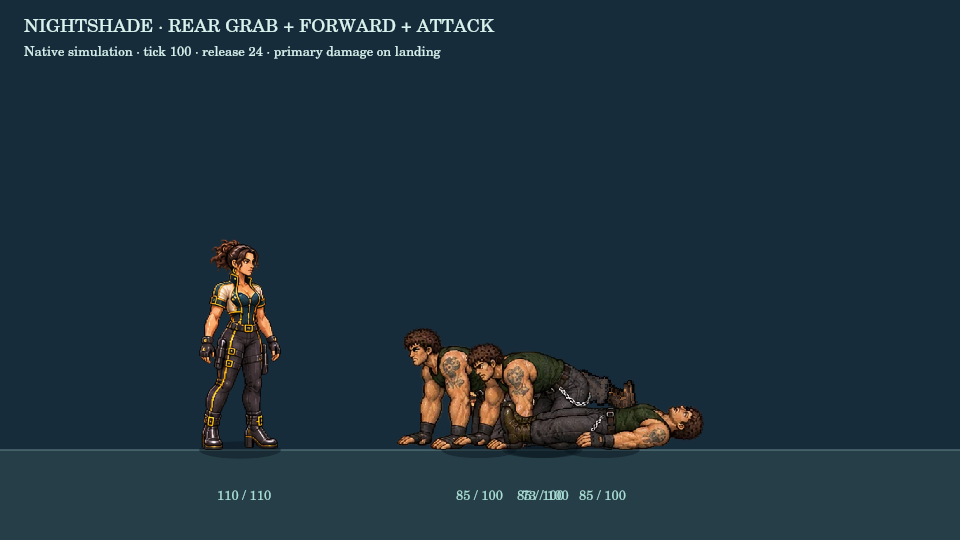 NIGHTSHADE · REAR GRAB + FORWARD + ATTACK
Native simulation · tick 100 · release 24 · primary damage on landing
110 / 110 85 / 100 85 / 100